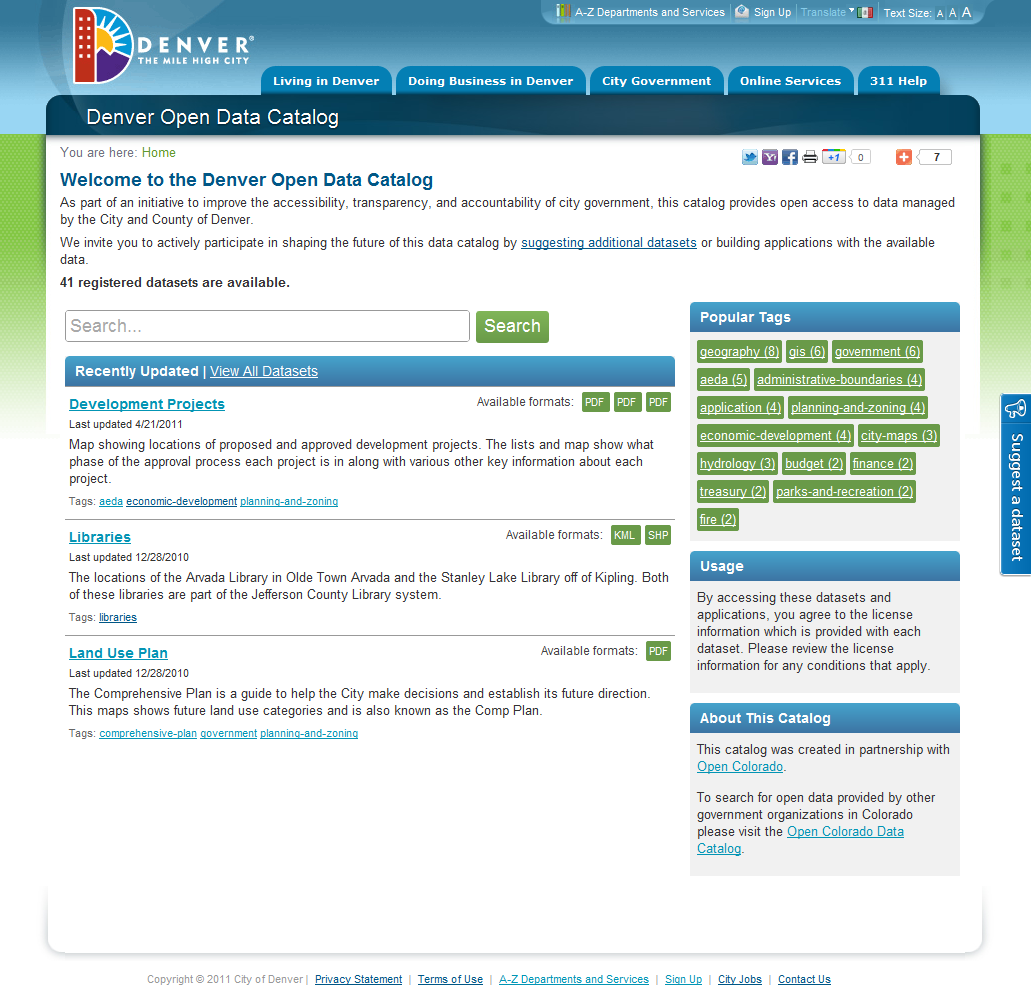 A-Z Departments and Services Sign Up Translate Text Size: A A A
DENVER®
THE MILE HIGH CITY
Living in Denver Doing Business in Denver City Government Online Services 311 Help
Denver Open Data Catalog
You are here: Home
+1 0 7
Welcome to the Denver Open Data Catalog
As part of an initiative to improve the accessibility, transparency, and accountability of city government, this catalog provides open access to data managed
by the City and County of Denver.
We invite you to actively participate in shaping the future of this data catalog by suggesting additional datasets or building applications with the available
data.
41 registered datasets are available.
Search... Search
Recently Updated | View All Datasets
Development Projects Available formats: PDF PDF PDF
Last updated 4/21/2011
Map showing locations of proposed and approved development projects. The lists and map show what
phase of the approval process each project is in along with various other key information about each
project.
Tags: aeda economic-development planning-and-zoning
Libraries Available formats: KML SHP
Last updated 12/28/2010
The locations of the Arvada Library in Olde Town Arvada and the Stanley Lake Library off of Kipling. Both
of these libraries are part of the Jefferson County Library system.
Tags: libraries
Land Use Plan Available formats: PDF
Last updated 12/28/2010
The Comprehensive Plan is a guide to help the City make decisions and establish its future direction.
This maps shows future land use categories and is also known as the Comp Plan.
Tags: comprehensive-plan government planning-and-zoning
Popular Tags
geography (8) gis (6) government (6)
aeda (5) administrative-boundaries (4)
application (4) planning-and-zoning (4)
economic-development (4) city-maps (3)
hydrology (3) budget (2) finance (2)
treasury (2) parks-and-recreation (2)
fire (2)
Usage
By accessing these datasets and
applications, you agree to the license
information which is provided with each
dataset. Please review the license
information for any conditions that apply.
About This Catalog
This catalog was created in partnership with
Open Colorado.
To search for open data provided by other
government organizations in Colorado
please visit the Open Colorado Data
Catalog.
Suggest a dataset
Copyright © 2011 City of Denver | Privacy Statement | Terms of Use | A-Z Departments and Services | Sign Up | City Jobs | Contact Us